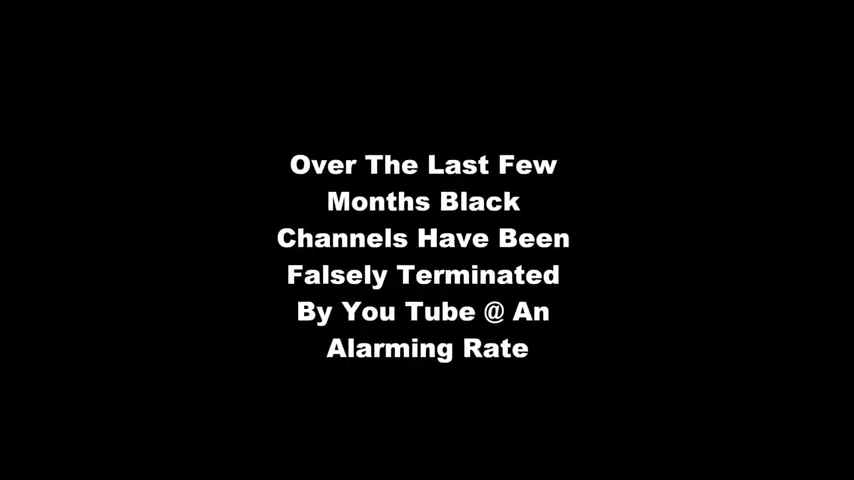 Over The Last Few
Months Black
Channels Have Been
Falsely Terminated
By You Tube @ An
Alarming Rate